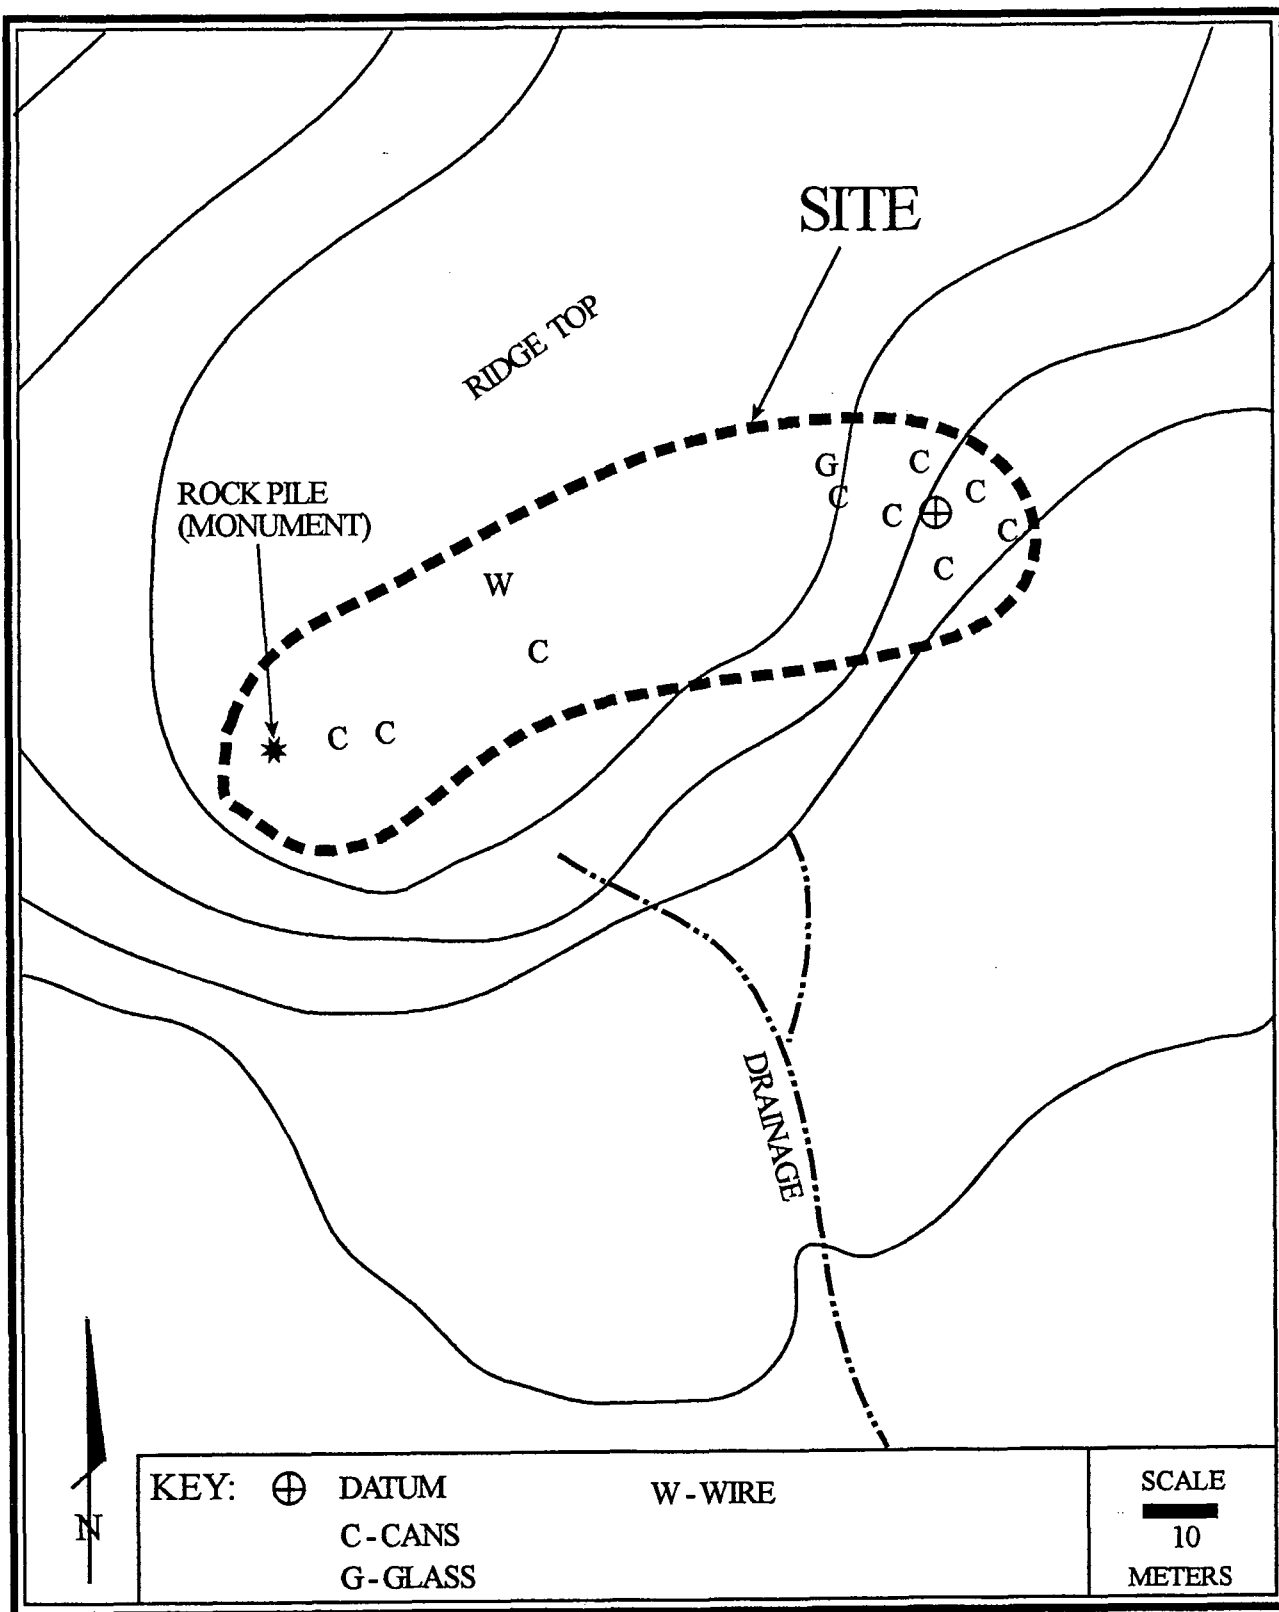 SITE
RIDGE TOP
ROCK PILE
(MONUMENT)
G
C
C
C
C
C
C
W
C
C
C
DRAINAGE
N
KEY:
DATUM
W-WIRE
C-CANS
G-GLASS
SCALE
10
METERS